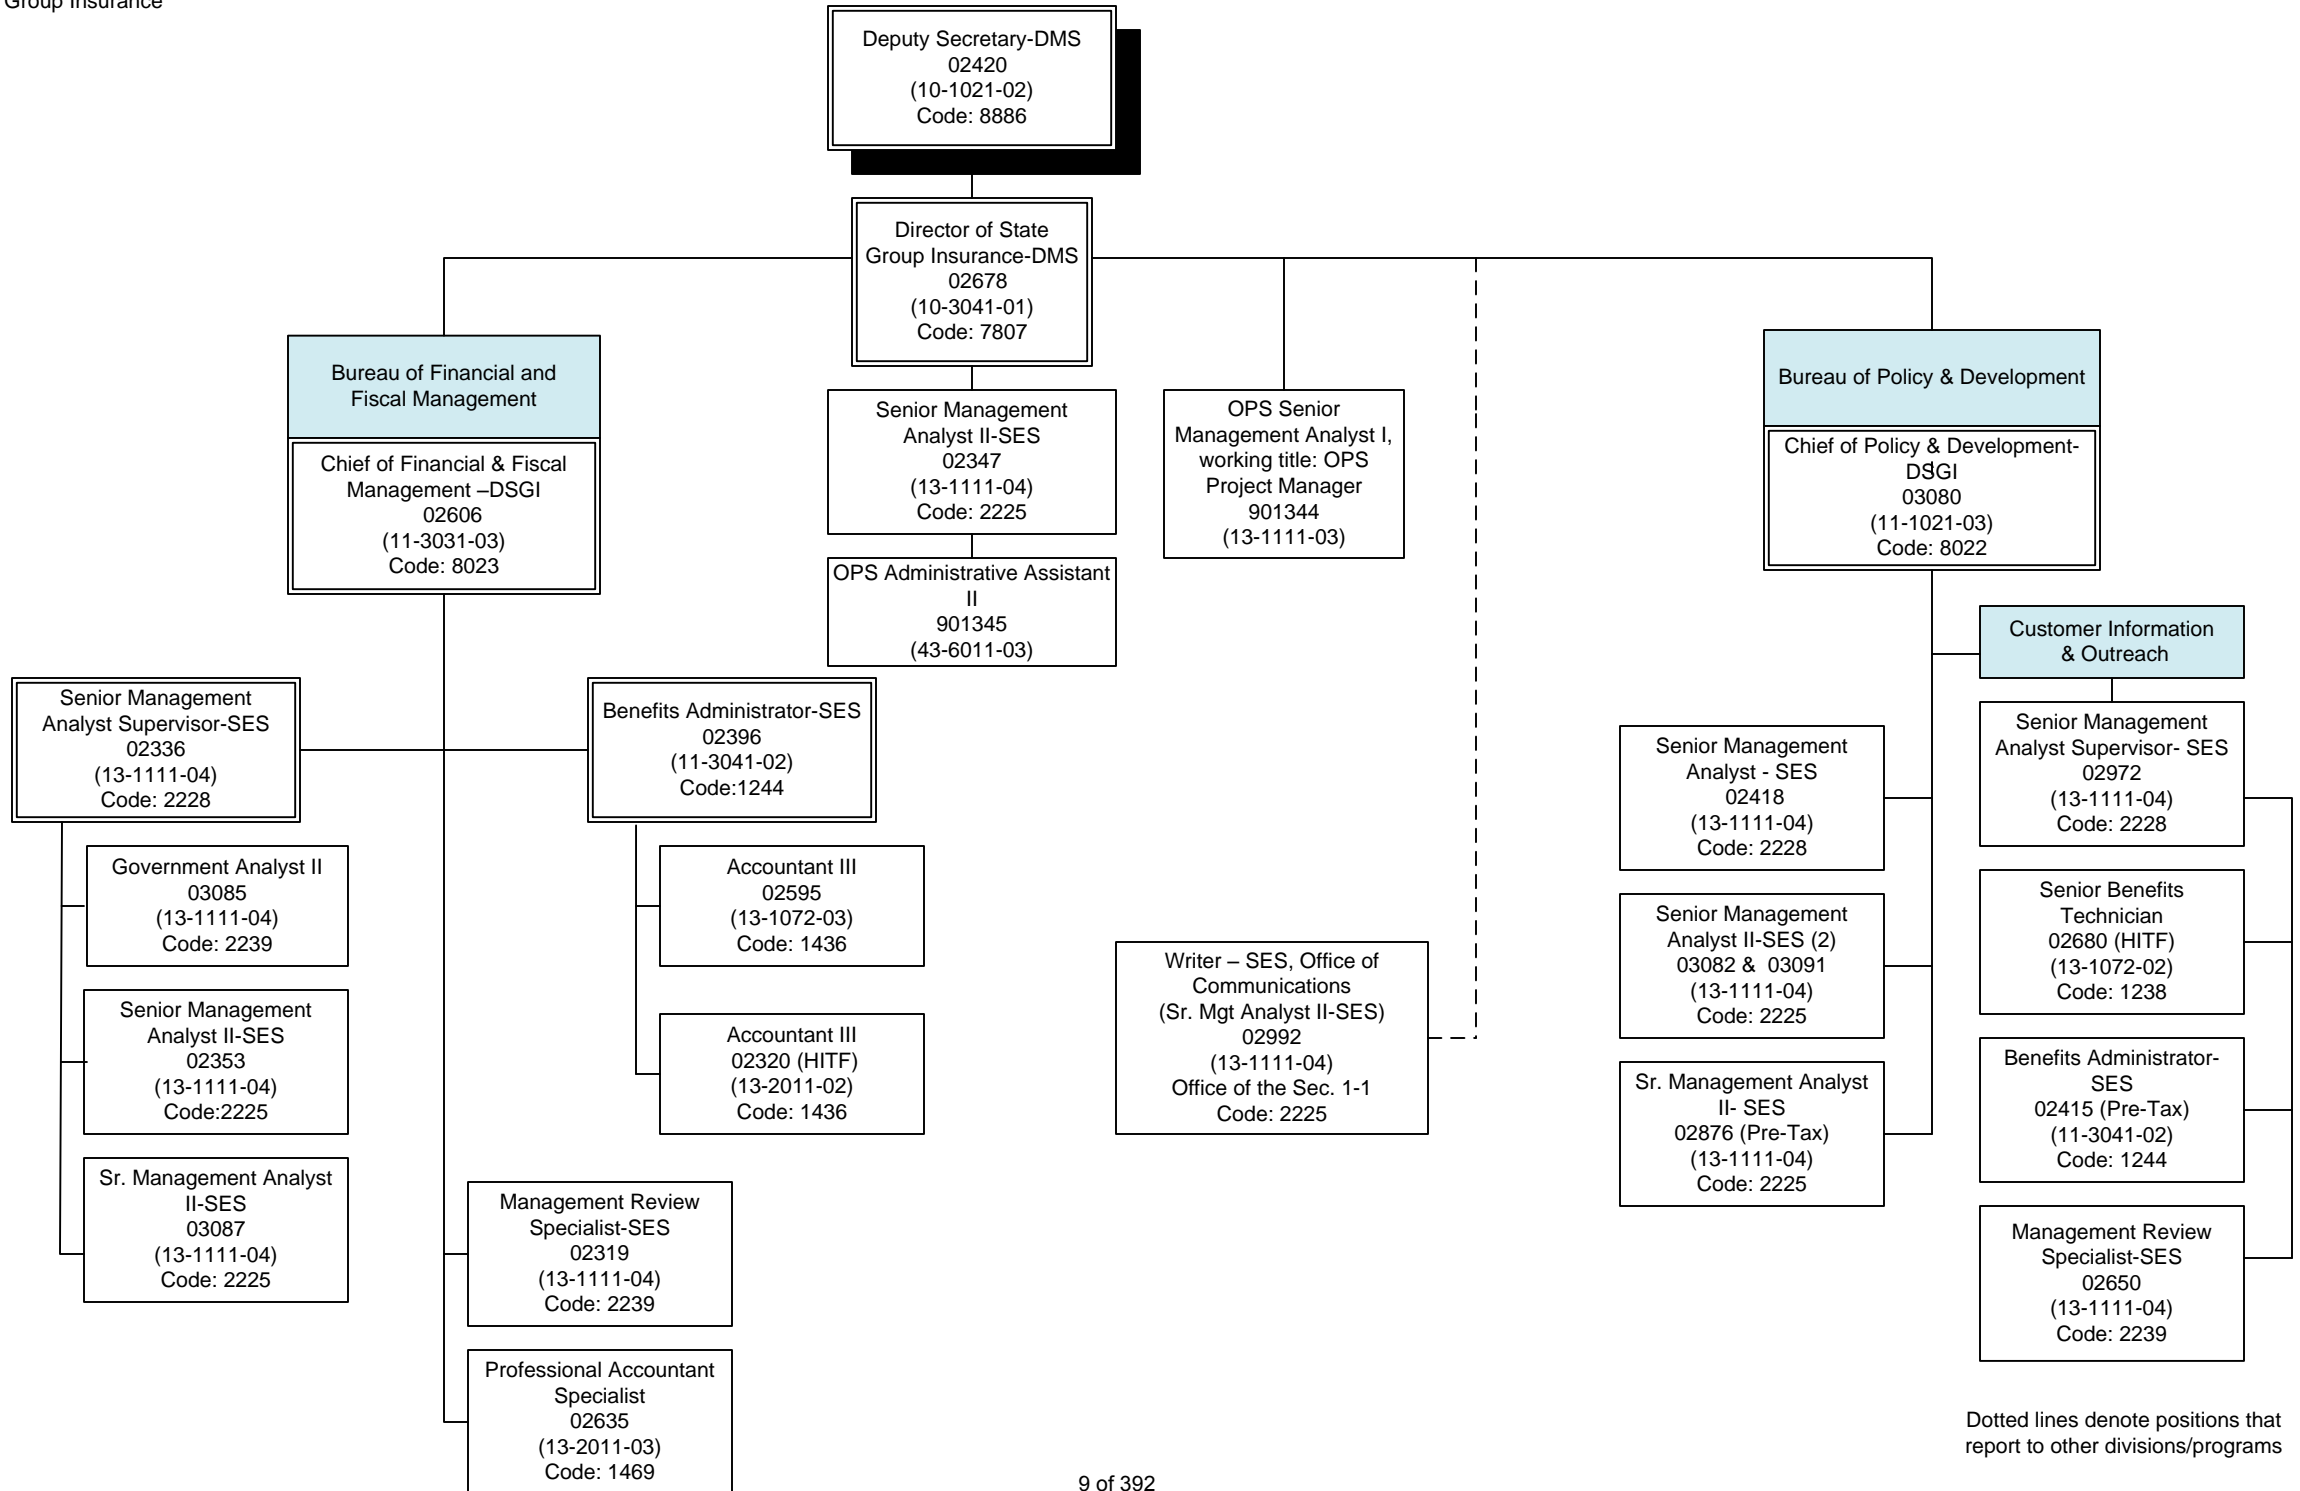 Group Insurance
Deputy Secretary-DMS
02420
(10-1021-02)
Code: 8886
Director of State
Group Insurance-DMS
02678
(10-3041-01)
Code: 7807
Bureau of Financial and
Fiscal Management
Chief of Financial & Fiscal
Management –DSGI
02606
(11-3031-03)
Code: 8023
Senior Management
Analyst II-SES
02347
(13-1111-04)
Code: 2225
OPS Administrative Assistant
II
901345
(43-6011-03)
OPS Senior
Management Analyst I,
working title: OPS
Project Manager
901344
(13-1111-03)
Bureau of Policy & Development
Chief of Policy & Development-
DSGI
03080
(11-1021-03)
Code: 8022
Customer Information
& Outreach
Senior Management
Analyst Supervisor-SES
02336
(13-1111-04)
Code: 2228
Benefits Administrator-SES
02396
(11-3041-02)
Code:1244
Government Analyst II
03085
(13-1111-04)
Code: 2239
Senior Management
Analyst II-SES
02353
(13-1111-04)
Code:2225
Sr. Management Analyst
II-SES
03087
(13-1111-04)
Code: 2225
Accountant III
02595
(13-1072-03)
Code: 1436
Accountant III
02320 (HITF)
(13-2011-02)
Code: 1436
Management Review
Specialist-SES
02319
(13-1111-04)
Code: 2239
Professional Accountant
Specialist
02635
(13-2011-03)
Code: 1469
Writer – SES, Office of
Communications
(Sr. Mgt Analyst II-SES)
02992
(13-1111-04)
Office of the Sec. 1-1
Code: 2225
Senior Management
Analyst - SES
02418
(13-1111-04)
Code: 2228
Senior Management
Analyst II-SES (2)
03082 &  03091
(13-1111-04)
Code: 2225
Sr. Management Analyst
II- SES
02876 (Pre-Tax)
(13-1111-04)
Code: 2225
Senior Management
Analyst Supervisor- SES
02972
(13-1111-04)
Code: 2228
Senior Benefits
Technician
02680 (HITF)
(13-1072-02)
Code: 1238
Benefits Administrator-
SES
02415 (Pre-Tax)
(11-3041-02)
Code: 1244
Management Review
Specialist-SES
02650
(13-1111-04)
Code: 2239
Dotted lines denote positions that
report to other divisions/programs
9 of 392